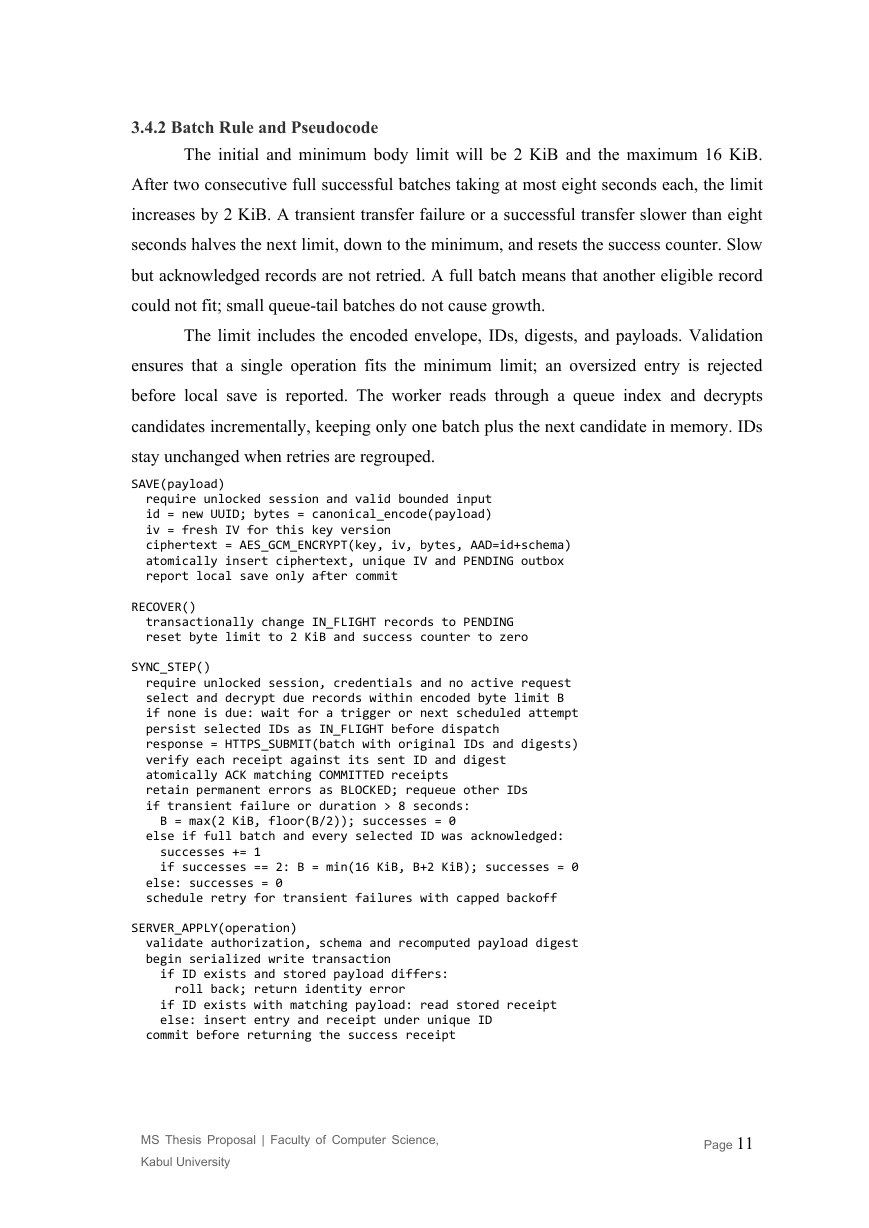 3.4.2 Batch Rule and Pseudocode
The initial and minimum body limit will be 2 KiB and the maximum 16 KiB.
After two consecutive full successful batches taking at most eight seconds each, the limit
increases by 2 KiB. A transient transfer failure or a successful transfer slower than eight
seconds halves the next limit, down to the minimum, and resets the success counter. Slow
but acknowledged records are not retried. A full batch means that another eligible record
could not fit; small queue-tail batches do not cause growth.
The limit includes the encoded envelope, IDs, digests, and payloads. Validation
ensures that a single operation fits the minimum limit; an oversized entry is rejected
before local save is reported. The worker reads through a queue index and decrypts
candidates incrementally, keeping only one batch plus the next candidate in memory. IDs
stay unchanged when retries are regrouped.
SAVE(payload)
  require unlocked session and valid bounded input
  id = new UUID; bytes = canonical_encode(payload)
  iv = fresh IV for this key version
  ciphertext = AES_GCM_ENCRYPT(key, iv, bytes, AAD=id+schema)
  atomically insert ciphertext, unique IV and PENDING outbox
  report local save only after commit
RECOVER()
  transactionally change IN_FLIGHT records to PENDING
  reset byte limit to 2 KiB and success counter to zero
SYNC_STEP()
  require unlocked session, credentials and no active request
  select and decrypt due records within encoded byte limit B
  if none is due: wait for a trigger or next scheduled attempt
  persist selected IDs as IN_FLIGHT before dispatch
  response = HTTPS_SUBMIT(batch with original IDs and digests)
  verify each receipt against its sent ID and digest
  atomically ACK matching COMMITTED receipts
  retain permanent errors as BLOCKED; requeue other IDs
  if transient failure or duration > 8 seconds:
    B = max(2 KiB, floor(B/2)); successes = 0
  else if full batch and every selected ID was acknowledged:
    successes += 1
    if successes == 2: B = min(16 KiB, B+2 KiB); successes = 0
  else: successes = 0
  schedule retry for transient failures with capped backoff
SERVER_APPLY(operation)
  validate authorization, schema and recomputed payload digest
  begin serialized write transaction
    if ID exists and stored payload differs:
      roll back; return identity error
    if ID exists with matching payload: read stored receipt
    else: insert entry and receipt under unique ID
  commit before returning the success receipt
MS Thesis Proposal | Faculty of Computer Science,
Kabul University
Page 11